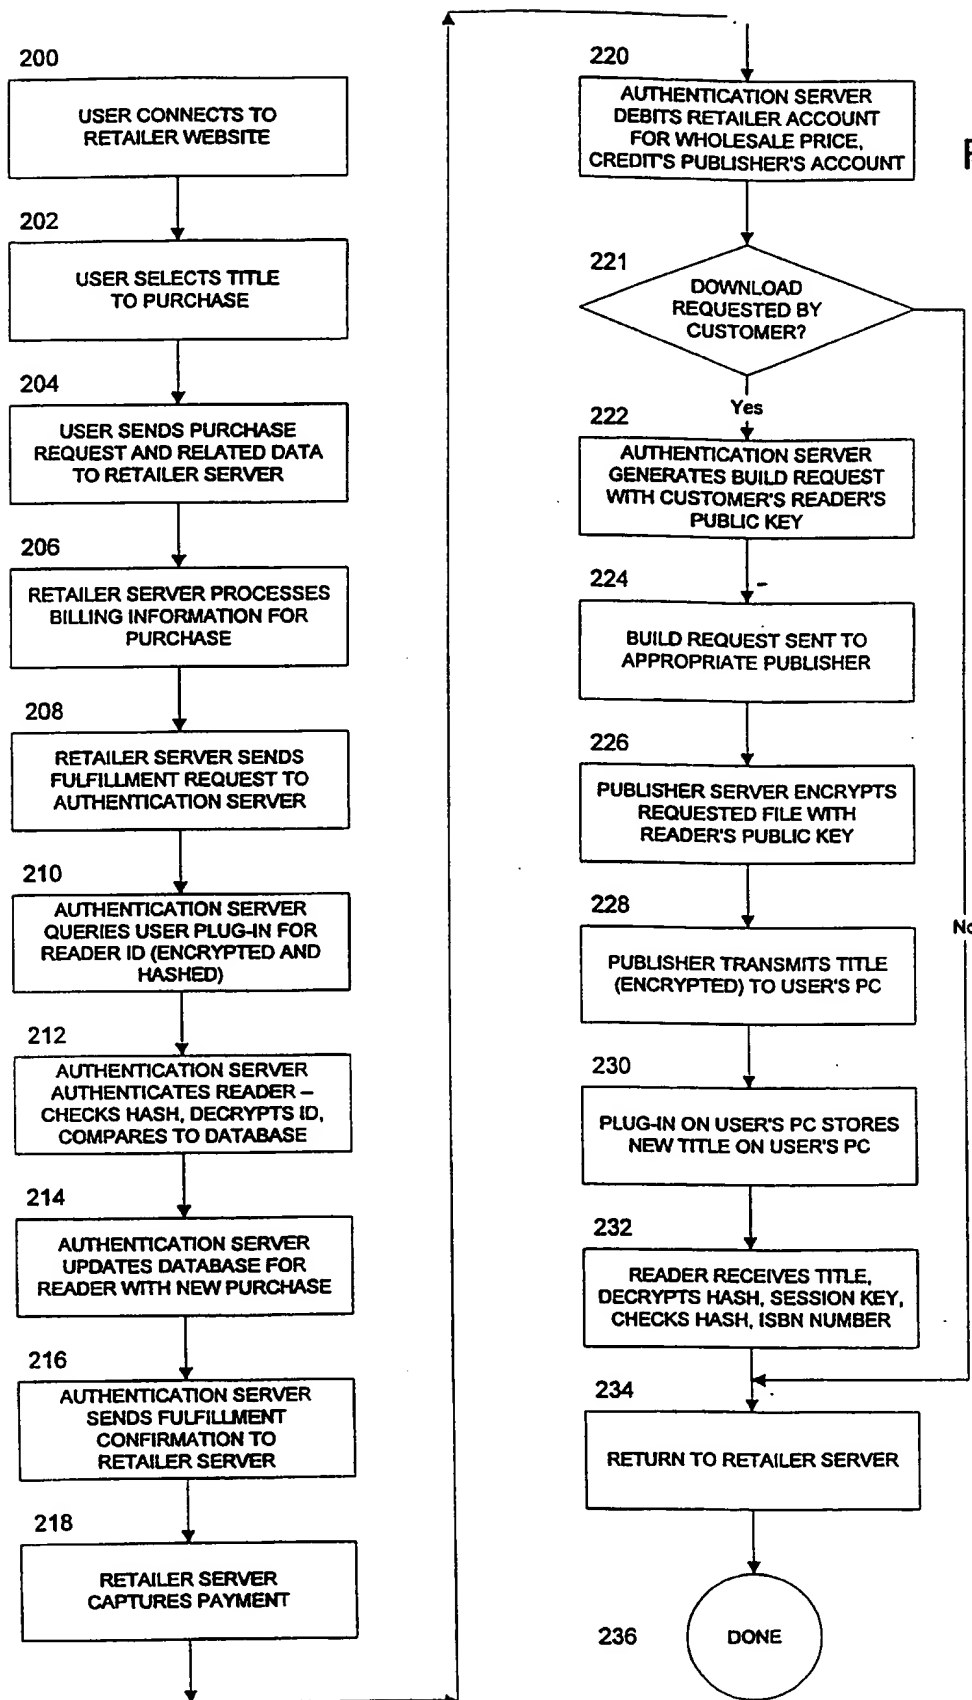 200
USER CONNECTS TO
RETAILER WEBSITE
202
USER SELECTS TITLE
TO PURCHASE
204
USER SENDS PURCHASE
REQUEST AND RELATED DATA
TO RETAILER SERVER
206
RETAILER SERVER PROCESSES
BILLING INFORMATION FOR
PURCHASE
208
RETAILER SERVER SENDS
FULFILLMENT REQUEST TO
AUTHENTICATION SERVER
210
AUTHENTICATION SERVER
QUERIES USER PLUG-IN FOR
READER ID (ENCRYPTED AND
HASHED)
212
AUTHENTICATION SERVER
AUTHENTICATES READER –
CHECKS HASH, DECRYPTS ID,
COMPARES TO DATABASE
214
AUTHENTICATION SERVER
UPDATES DATABASE FOR
READER WITH NEW PURCHASE
216
AUTHENTICATION SERVER
SENDS FULFILLMENT
CONFIRMATION TO
RETAILER SERVER
218
RETAILER SERVER
CAPTURES PAYMENT
220
AUTHENTICATION SERVER
DEBITS RETAILER ACCOUNT
FOR WHOLESALE PRICE,
CREDIT'S PUBLISHER'S ACCOUNT
221
DOWNLOAD
REQUESTED BY
CUSTOMER?
Yes
222
AUTHENTICATION SERVER
GENERATES BUILD REQUEST
WITH CUSTOMER'S READER'S
PUBLIC KEY
224
BUILD REQUEST SENT TO
APPROPRIATE PUBLISHER
226
PUBLISHER SERVER ENCRYPTS
REQUESTED FILE WITH
READER'S PUBLIC KEY
228
No
PUBLISHER TRANSMITS TITLE
(ENCRYPTED) TO USER'S PC
230
PLUG-IN ON USER'S PC STORES
NEW TITLE ON USER'S PC
232
READER RECEIVES TITLE,
DECRYPTS HASH, SESSION KEY,
CHECKS HASH, ISBN NUMBER
234
RETURN TO RETAILER SERVER
236
DONE